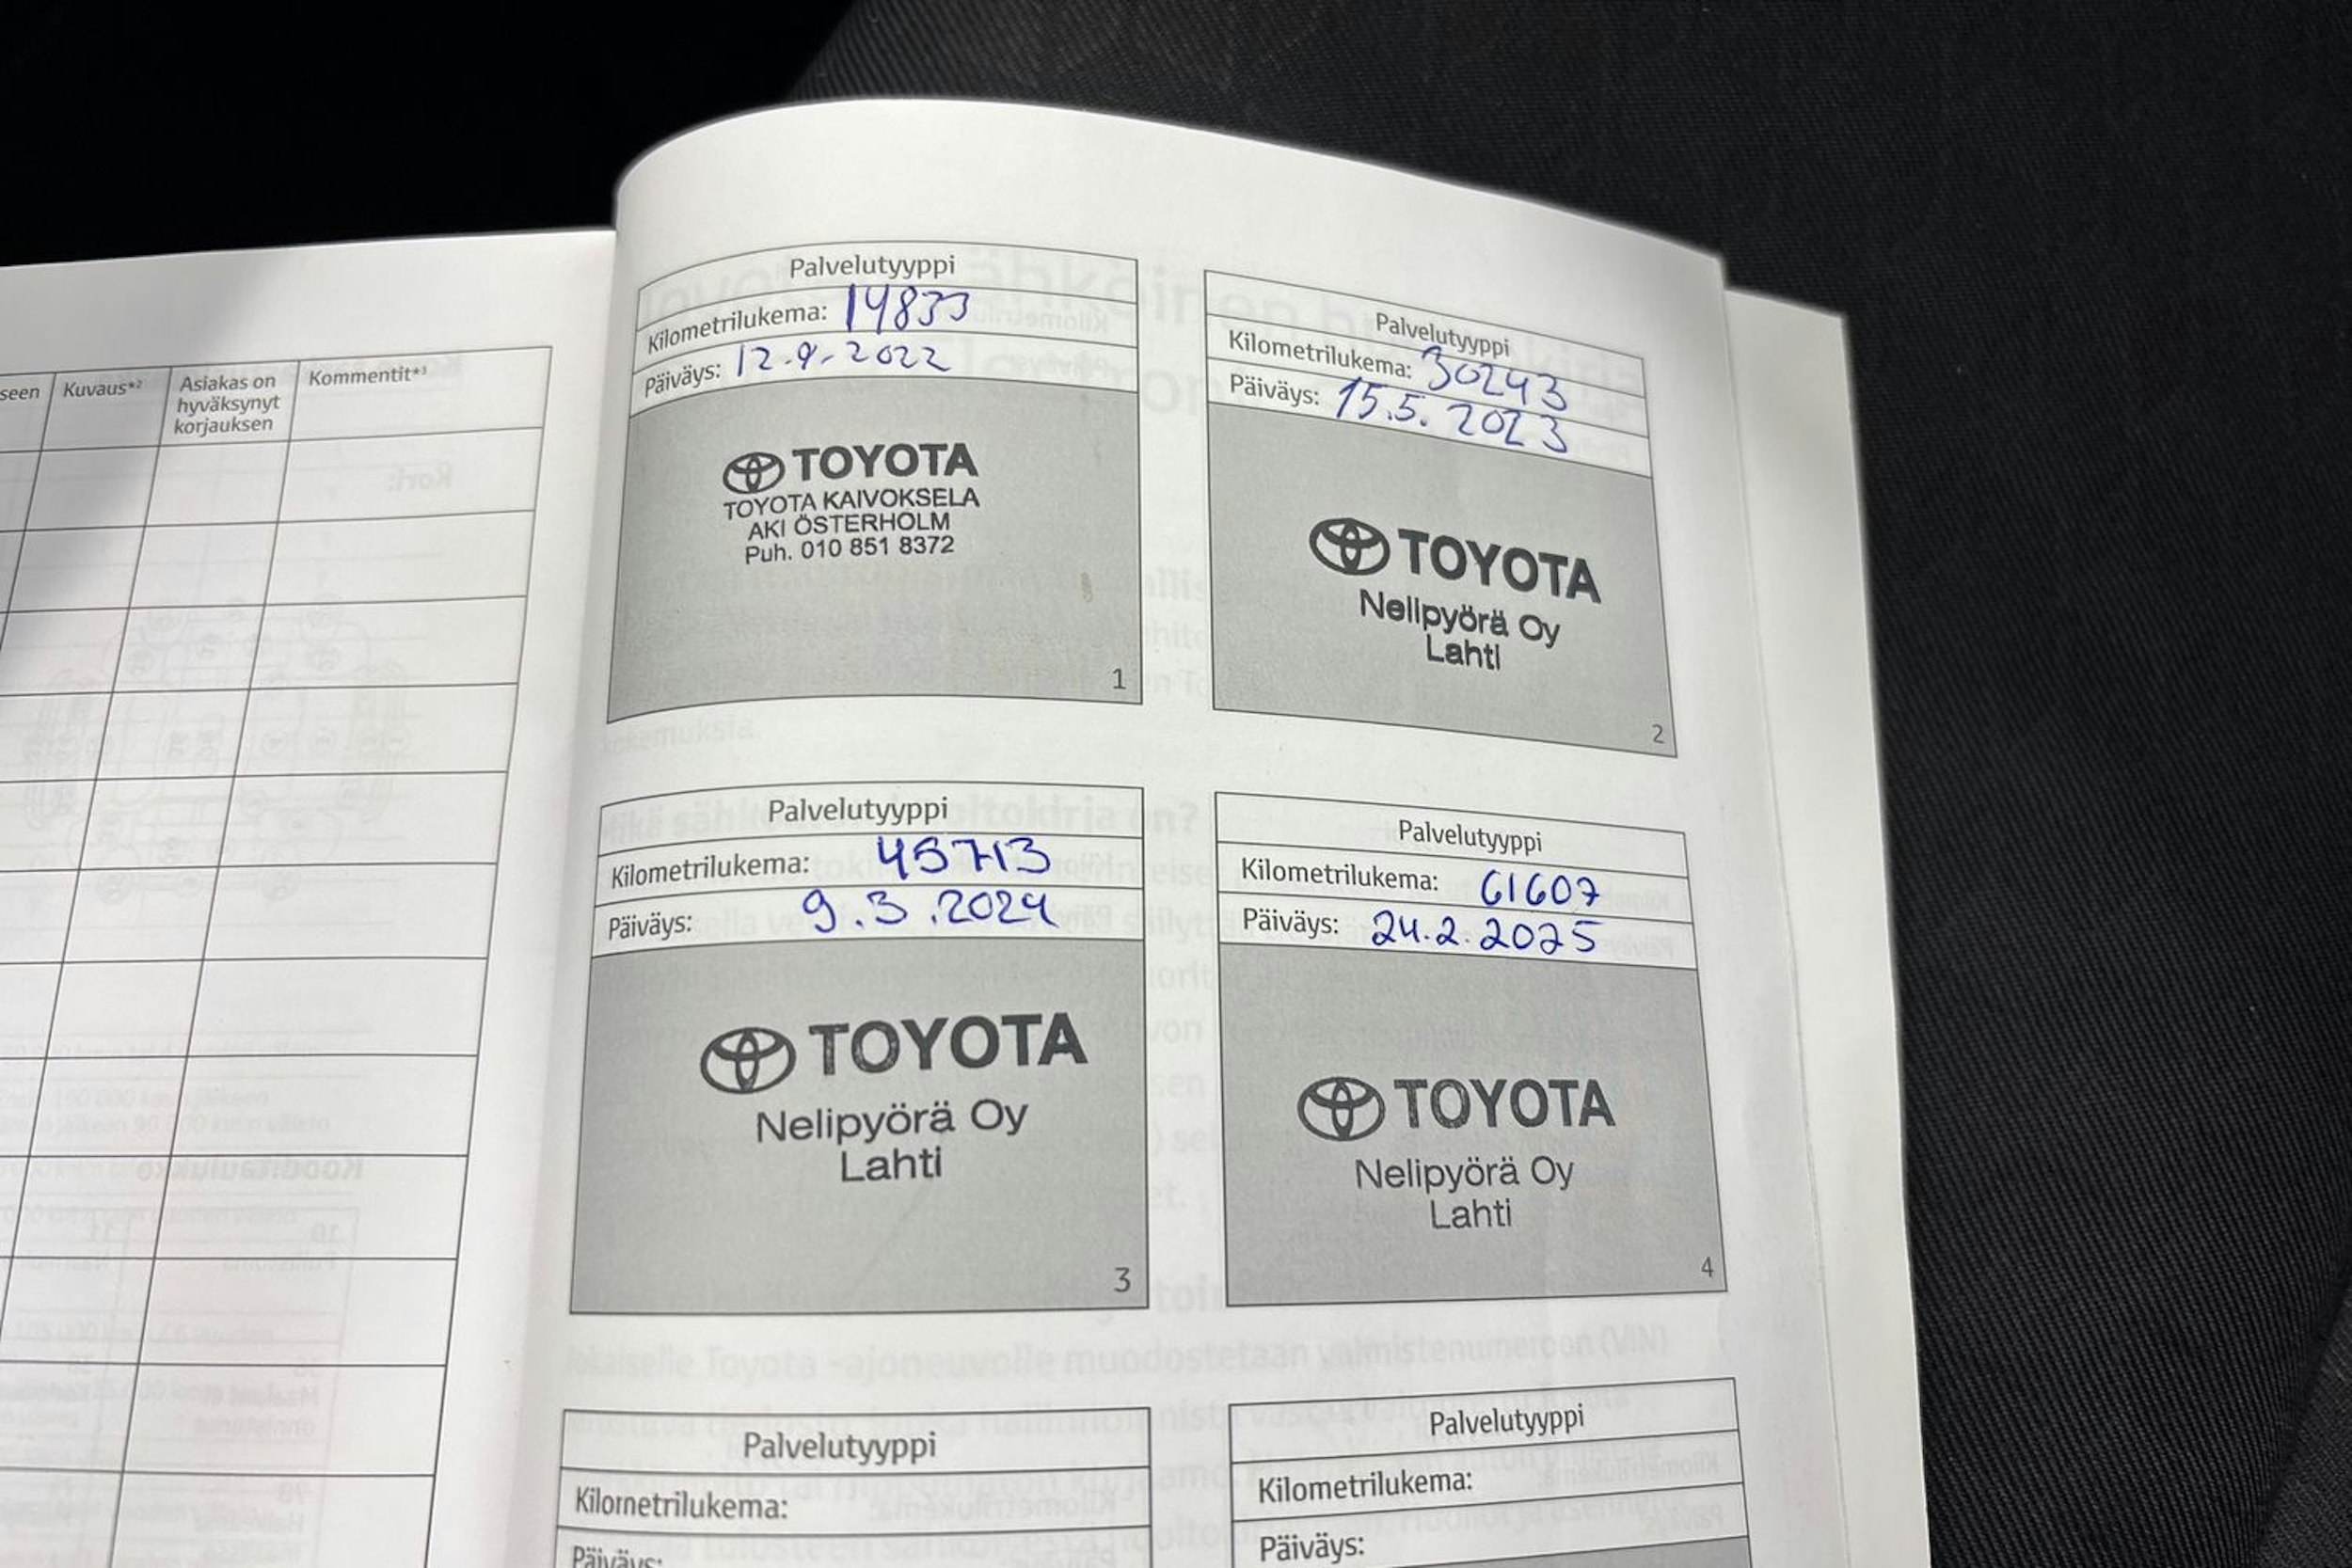 seen
Kuvaus*²
Asiakas on
hyväksynyt
korjauksen
Kommentit*³
Palvelutyyppi
Kilometrilukema: 14833
Päiväys: 12.9.2022
TOYOTA
TOYOTA KAIVOKSELA
AKI ÖSTERHOLM
Puh. 010 851 8372
1
Palvelutyyppi
Kilometrilukema: 30243
Päiväys: 15.5.2023
TOYOTA
Nelipyörä Oy
Lahti
2
Palvelutyyppi
Kilometrilukema: 45713
Päiväys: 9.3.2024
TOYOTA
Nelipyörä Oy
Lahti
3
Palvelutyyppi
Kilometrilukema: 61607
Päiväys: 24.2.2025
TOYOTA
Nelipyörä Oy
Lahti
4
Palvelutyyppi
Kilometrilukema:
Päiväys:
Palvelutyyppi
Kilometrilukema:
Päiväys: